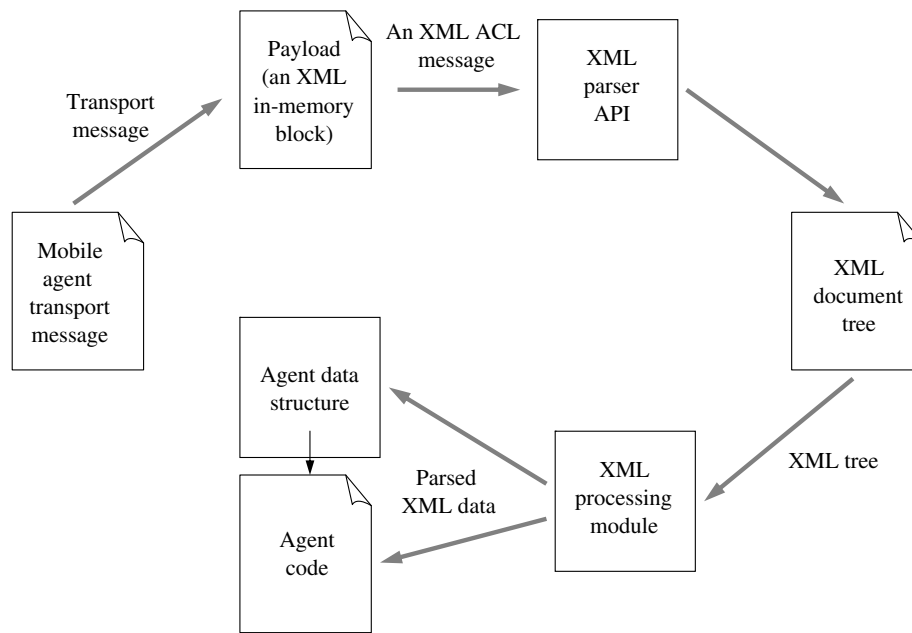 Transport
message
Payload
(an XML
in-memory
block)
An XML ACL
message
XML
parser
API
Mobile
agent
transport
message
XML
document
tree
Agent data
structure
XML tree
Parsed
XML data
XML
processing
module
Agent
code